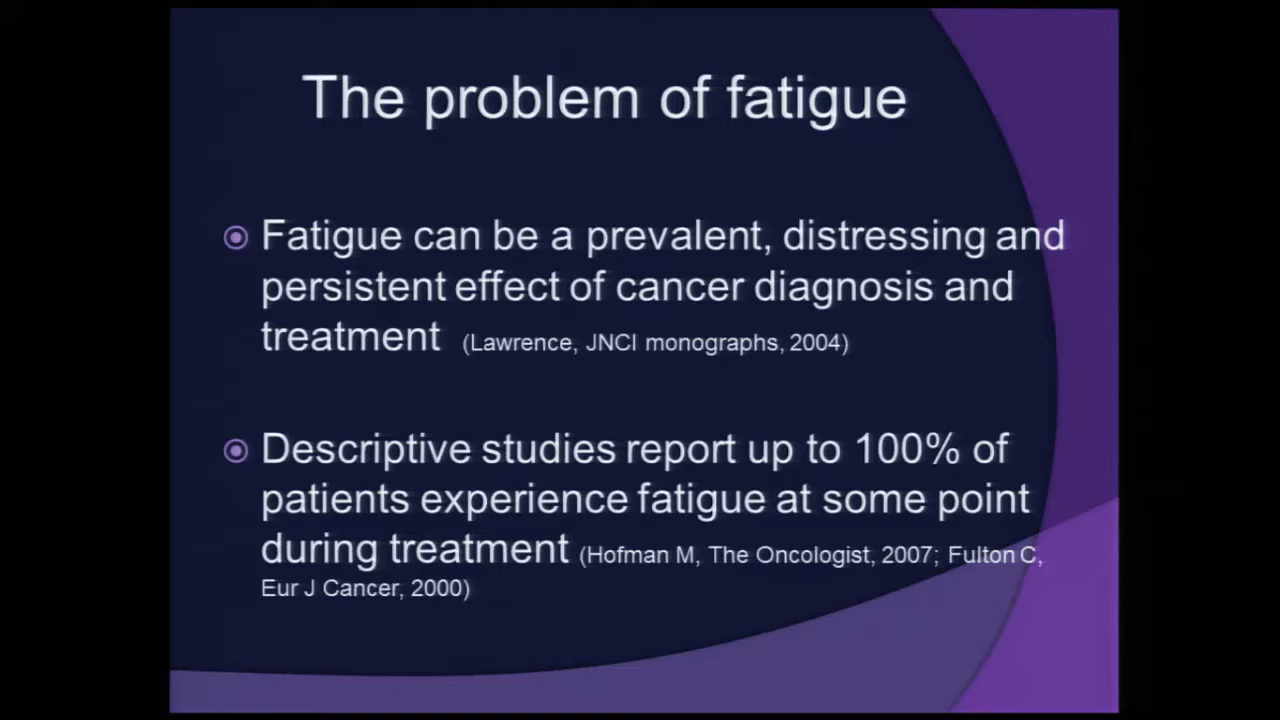 The problem of fatigue
Fatigue can be a prevalent, distressing and
persistent effect of cancer diagnosis and
treatment (Lawrence, JNCI monographs, 2004)
Descriptive studies report up to 100% of
patients experience fatigue at some point
during treatment (Hofman M, The Oncologist, 2007; Fulton C,
Eur J Cancer, 2000)